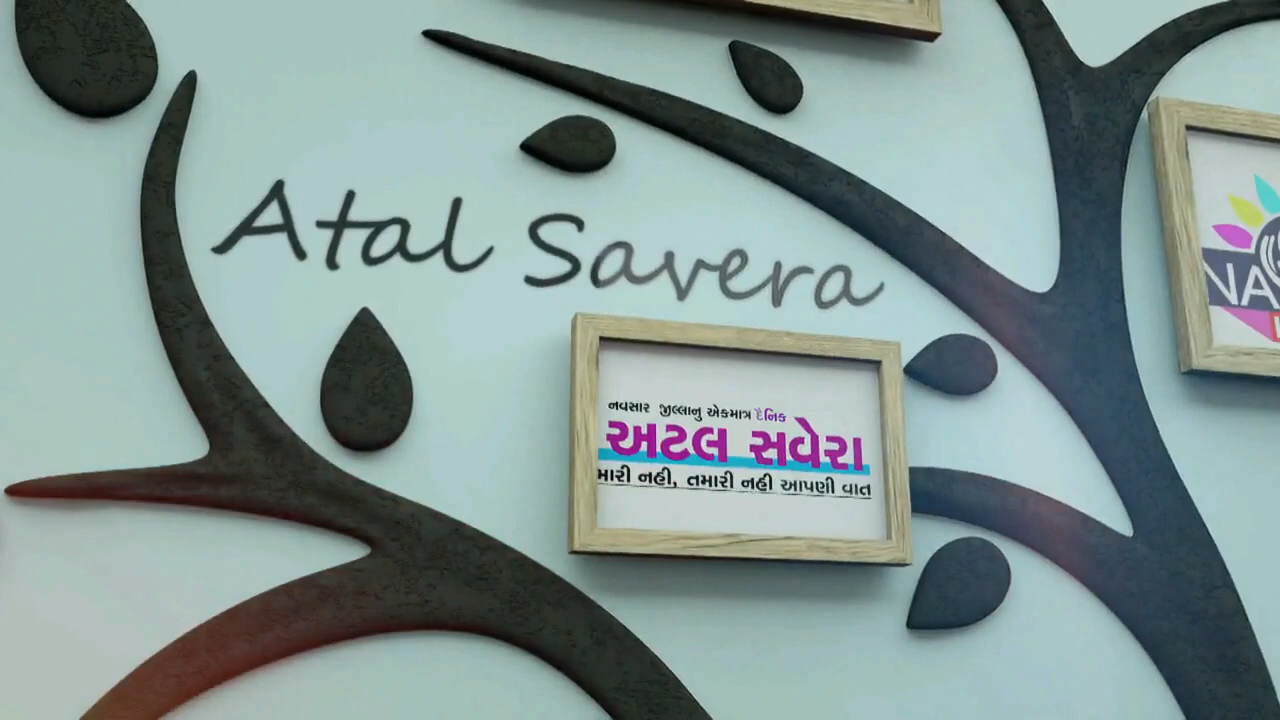 Atal Savera
નવસાર જીલ્લાનુ એકમાત્ર દૈનિક
અટલ સવેરા
મારી નહી, તમારી નહી આપણી વાત